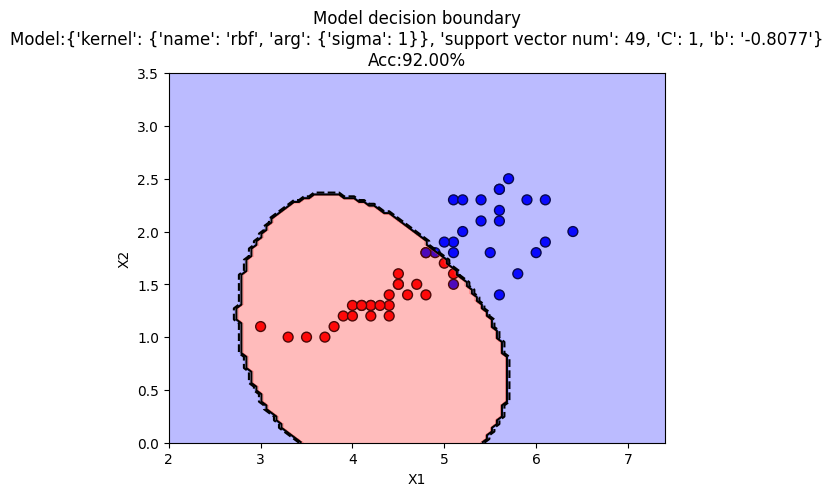 Model decision boundary
Model:{'kernel': {'name': 'rbf', 'arg': {'sigma': 1}}, 'support vector num': 49, 'C': 1, 'b': '-0.8077'}
Acc:92.00%
3.5
3.0
2.5
2.0
1.5
1.0
0.5
0.0
X2
2
3
4
5
6
7
X1